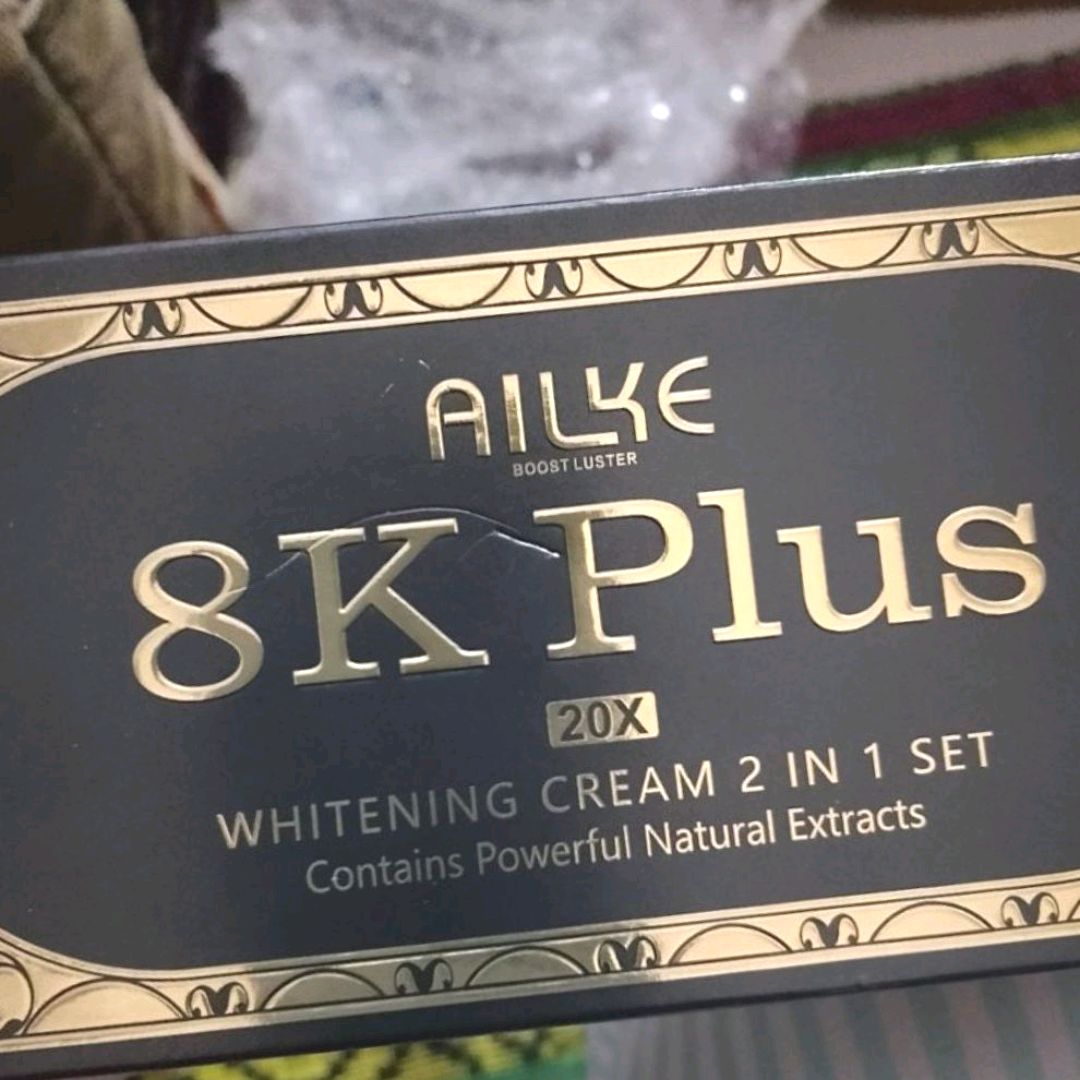 AILKE
BOOST LUSTER
8K Plus
20X
WHITENING CREAM 2 IN 1 SET
Contains Powerful Natural Extracts